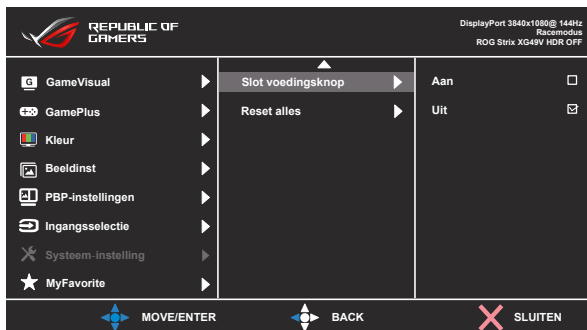 REPUBLIC OF
GAMERS
DisplayPort 3840x1080@ 144Hz
Racemodus
ROG Strix XG49V HDR OFF
G GameVisual
GamePlus
Kleur
Beeldinst
PBP-instellingen
Ingangsselectie
Systeem-instelling
MyFavorite
Slot voedingsknop
Reset alles
Aan
Uit
MOVE/ENTER
BACK
SLUITEN